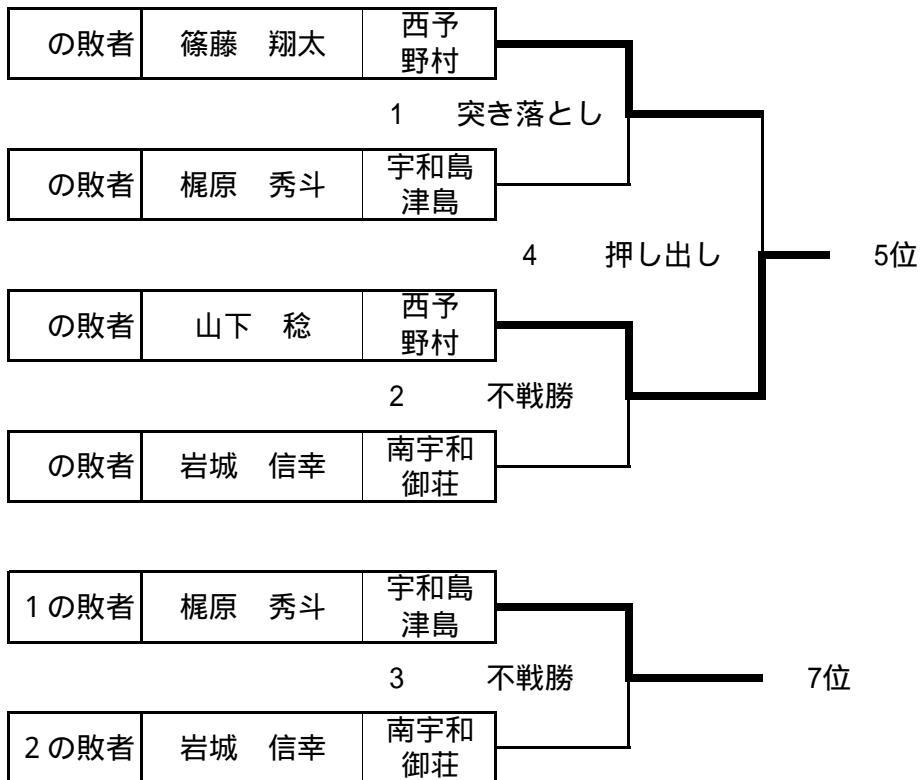 の敗者 篠藤 翔太 西予
野村
1 突き落とし
の敗者 梶原 秀斗 宇和島
津島
4 押し出し 5位
の敗者 山下 稔 西予
野村
2 不戦勝
の敗者 岩城 信幸 南宇和
御荘
1の敗者 梶原 秀斗 宇和島
津島
3 不戦勝 7位
2の敗者 岩城 信幸 南宇和
御荘